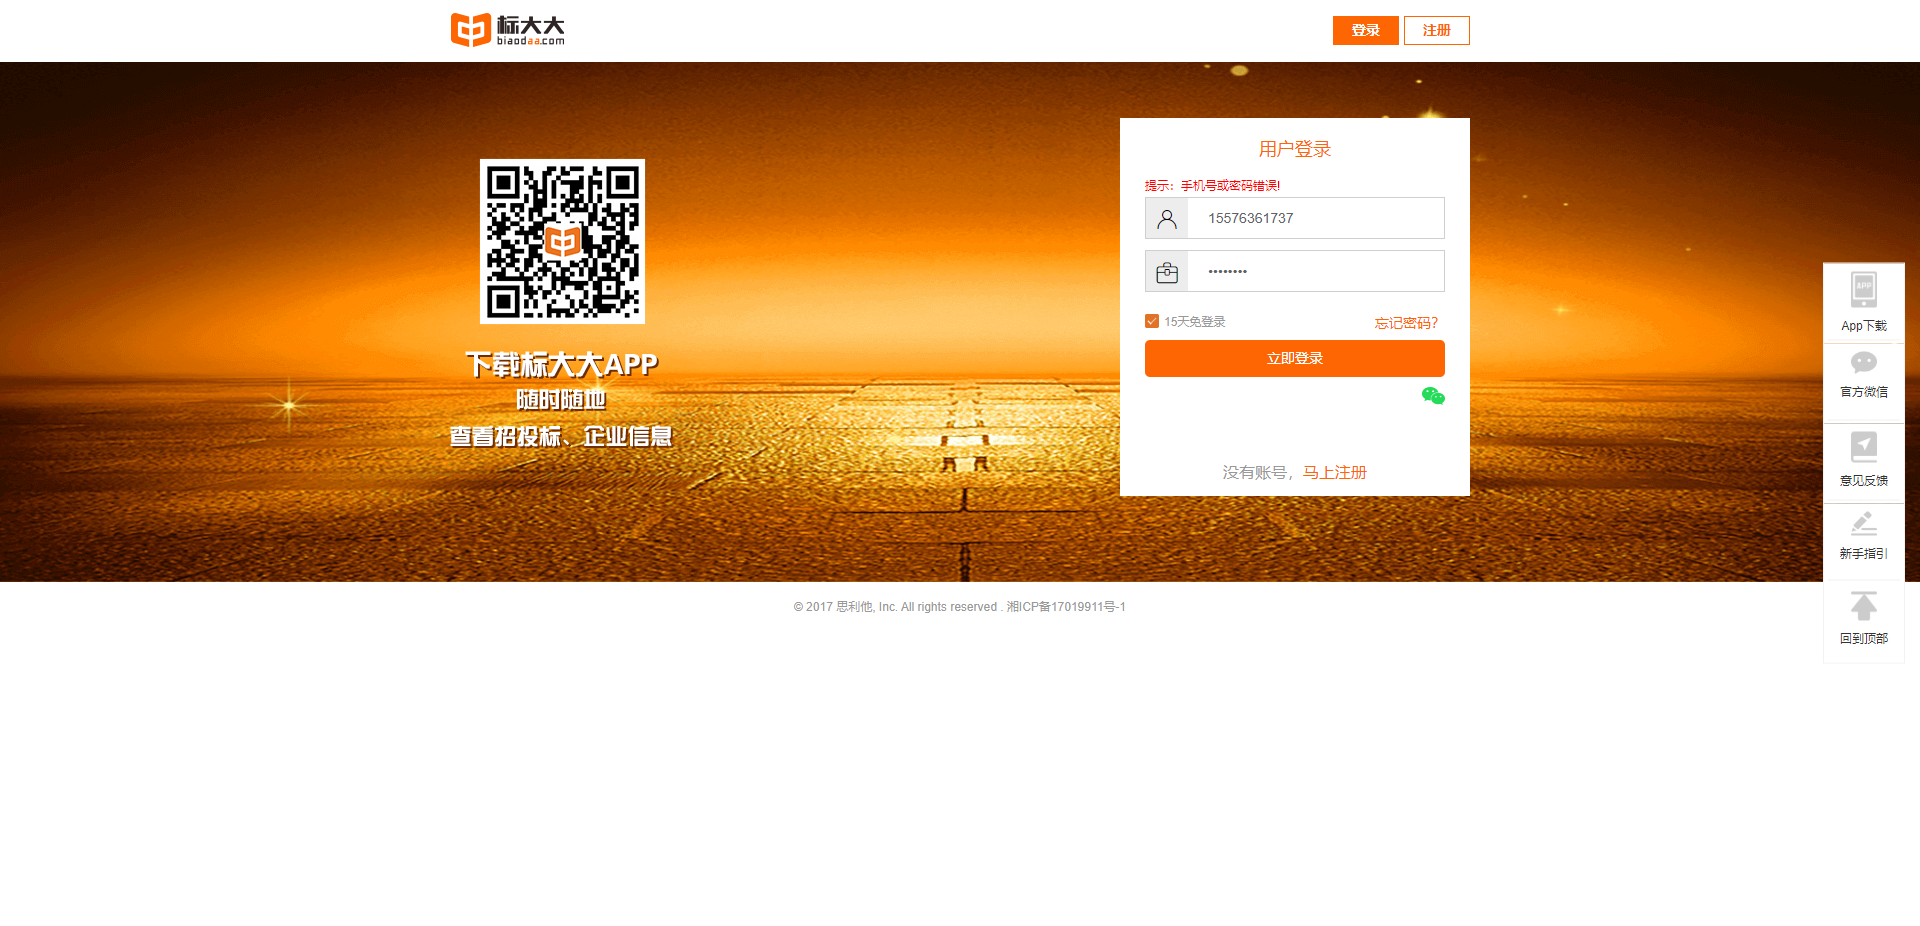 标大大
biaodaa.com
登录
注册
用户登录
提示：手机号或密码错误!
15576361737
••••••••
15天免登录
忘记密码?
立即登录
没有账号，马上注册
下载标大大APP
随时随地
查看招投标、企业信息
APP
App下载
官方微信
意见反馈
新手指引
回到顶部
© 2017 思利他, Inc. All rights reserved . 湘ICP备17019911号-1